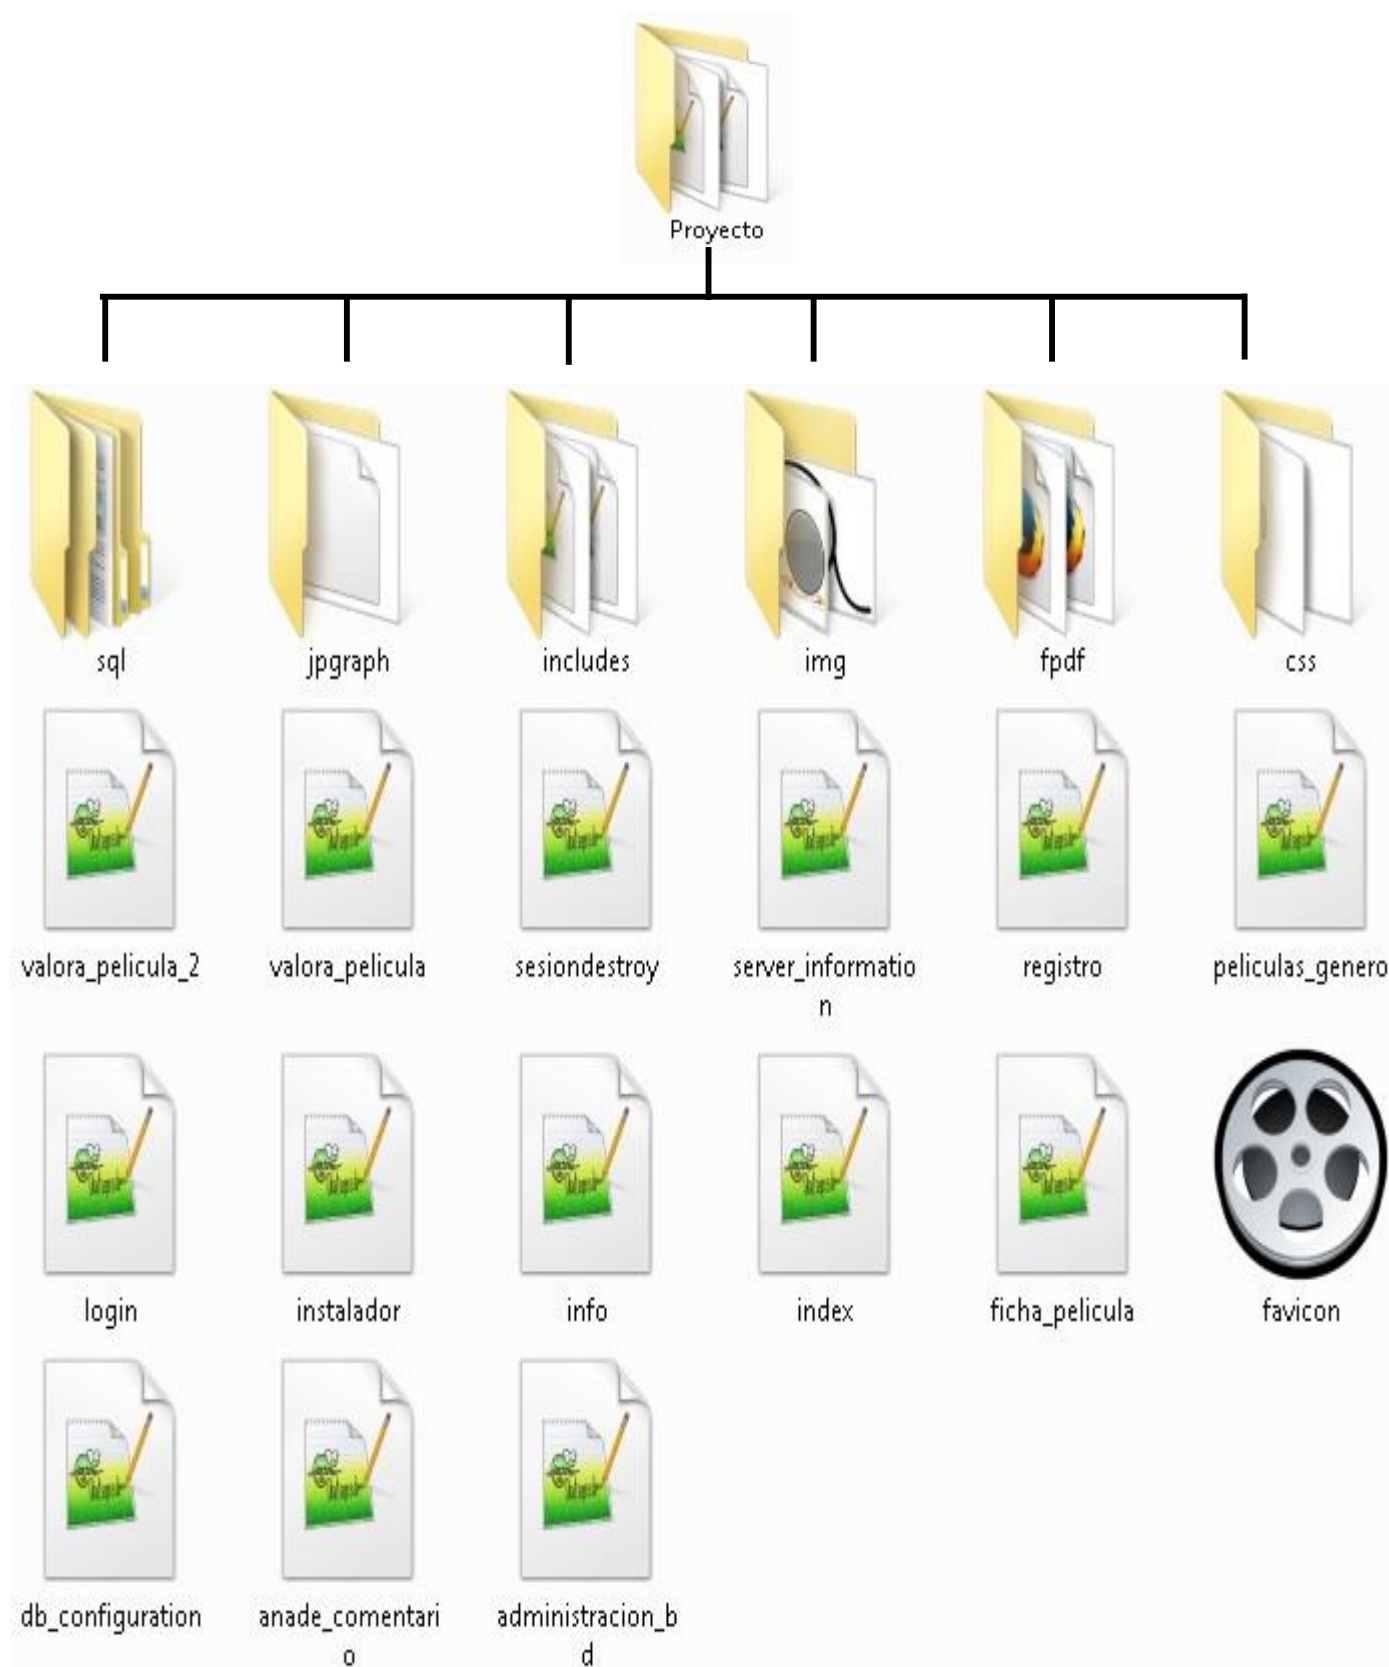 Proyecto
sql
jpgraph
includes
img
fpdf
css
valora_pelicula_2
valora_pelicula
sesiondestroy
server_informatio
n
registro
peliculas_genero
login
instalador
info
index
ficha_pelicula
favicon
db_configuration
anade_comentari
o
administracion_b
d